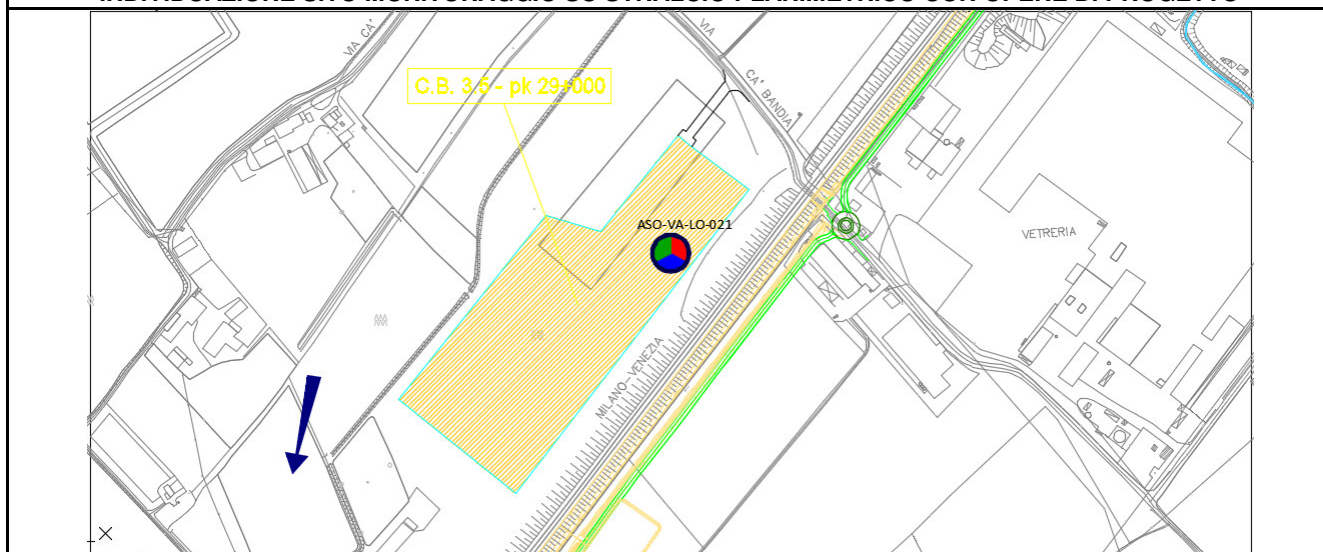 VIA CA'
VIA
CA' BANDIA
C.B. 3.6 - pk 29+000
ASO-VA-LO-021
VETRERIA
MILANO-VENEZIA